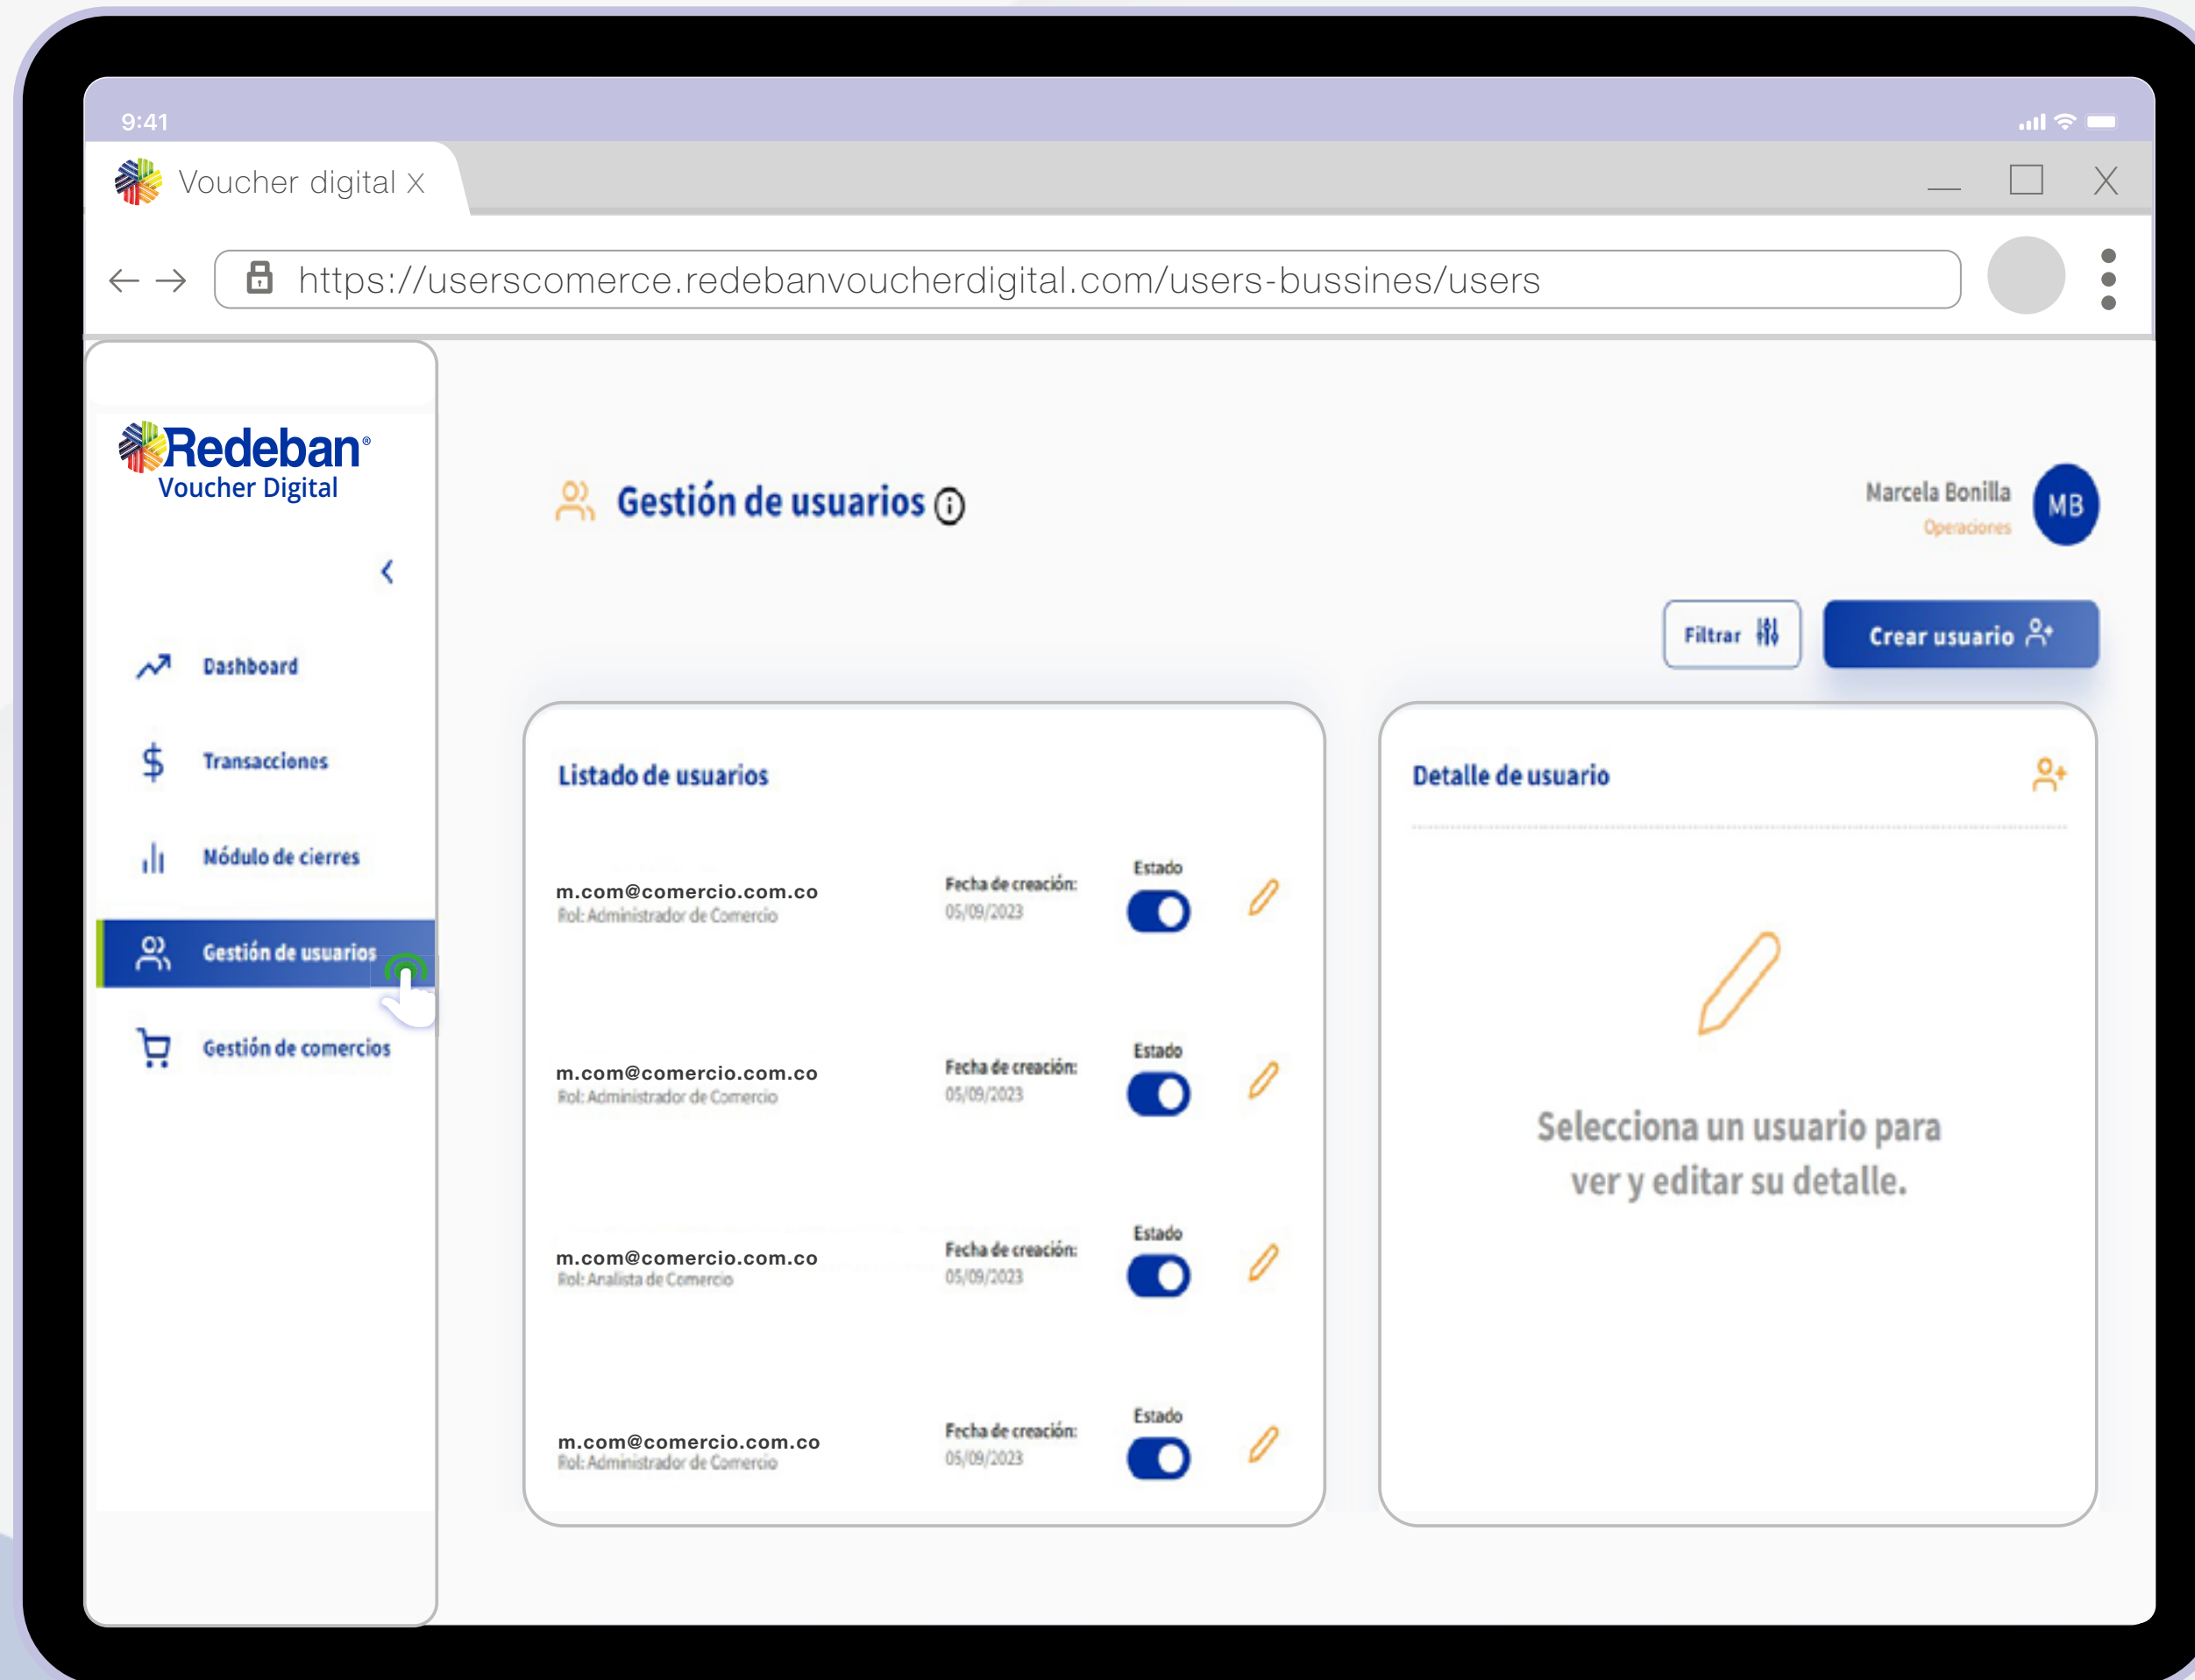 9:41
Voucher digital X
X
https://userscomerce.redebanvoucherdigital.com/users-bussines/users
Redeban®
Voucher Digital
Dashboard
Transacciones
Módulo de cierres
Gestión de usuarios
Gestión de comercios
Gestión de usuarios
Marcela Bonilla
Operaciones
MB
Filtrar
Crear usuario
Listado de usuarios
m.com@comercio.com.co
Rol: Administrador de Comercio
Fecha de creación:
05/09/2023
Estado
m.com@comercio.com.co
Rol: Administrador de Comercio
Fecha de creación:
05/09/2023
Estado
m.com@comercio.com.co
Rol: Analista de Comercio
Fecha de creación:
05/09/2023
Estado
m.com@comercio.com.co
Rol: Administrador de Comercio
Fecha de creación:
05/09/2023
Estado
Detalle de usuario
Selecciona un usuario para
ver y editar su detalle.